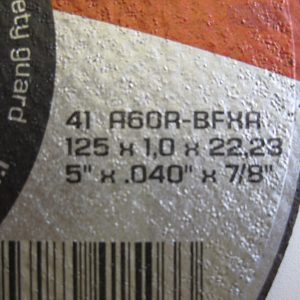 ety guard
41 A60R-BFXA
125 x 1,0 x 22.23
5" x .040" x 7/8"